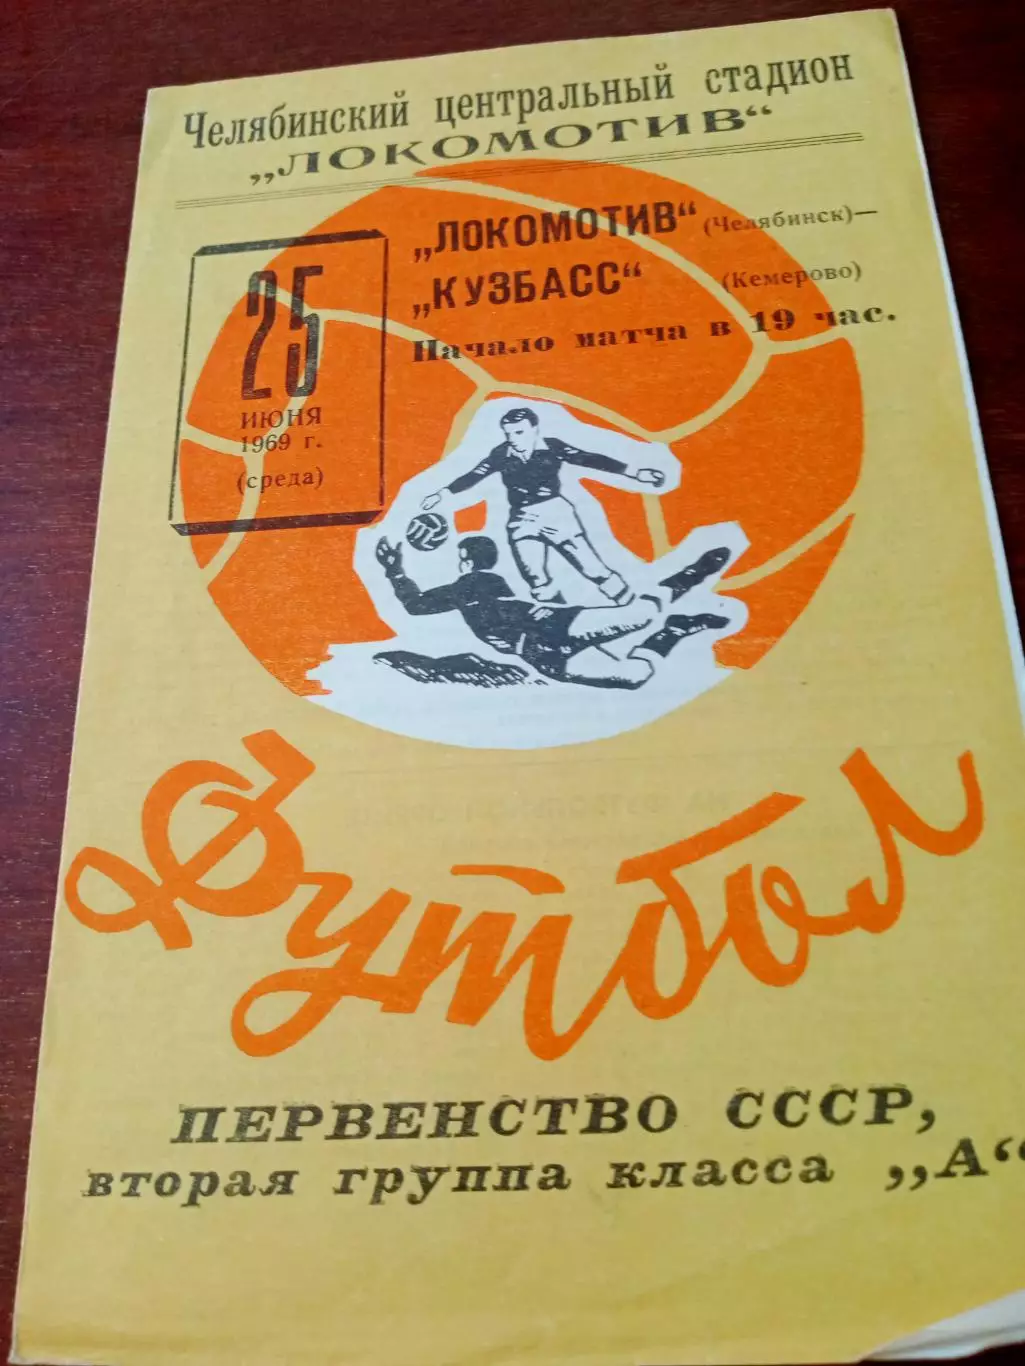 Челябинский центральный стадион
„ЛОКОМОТИВ“
„ЛОКОМОТИВ“ (Челябинск)—
„КУЗБАСС“ (Кемерово)
Начало матча в 19 час.
25
ИЮНЯ
1969 г.
(среда)
Футбол
ПЕРВЕНСТВО СССР,
вторая группа класса „А“